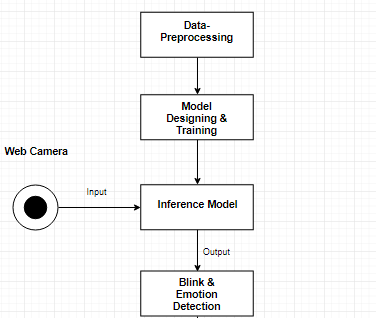 Data-
Preprocessing
Model
Designing &
Training
Web Camera
Input
Inference Model
Output
Blink &
Emotion
Detection